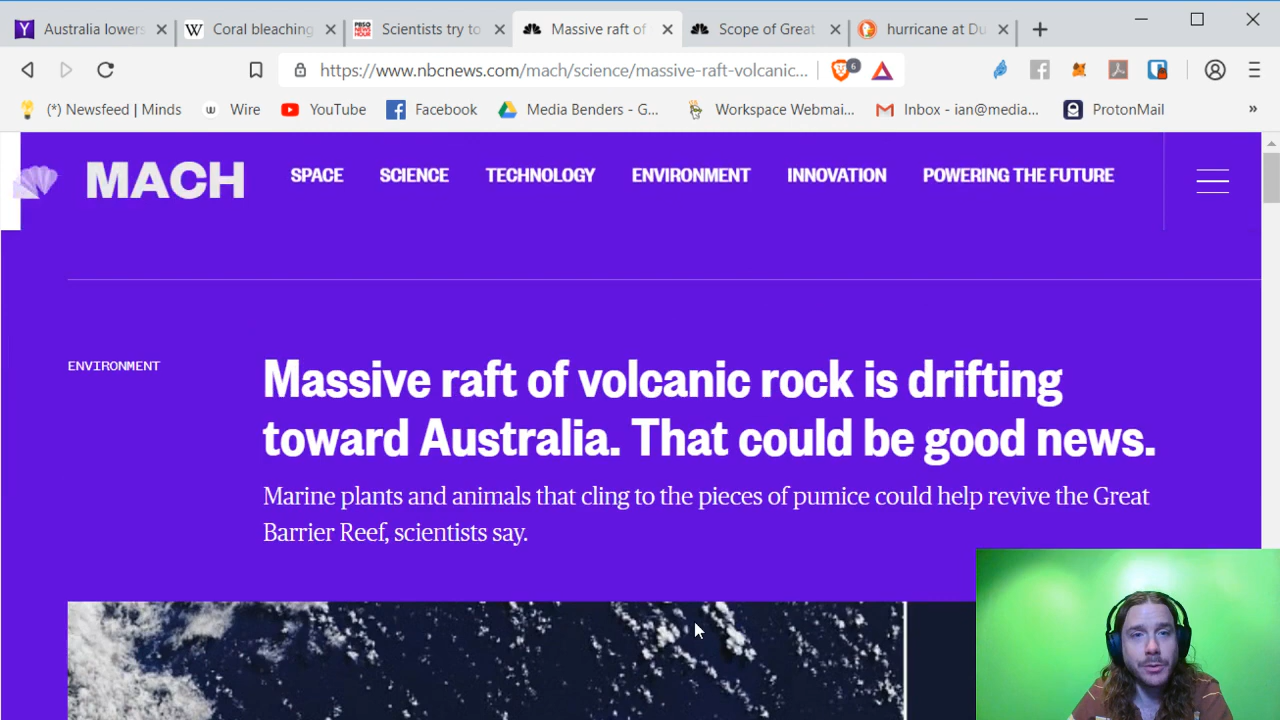 Australia lowers
Coral bleaching
Scientists try to
Massive raft of
Scope of Great
hurricane at Du
https://www.nbcnews.com/mach/science/massive-raft-volcanic...
6
(*) Newsfeed | Minds
Wire
YouTube
Facebook
Media Benders - G...
Workspace Webmai...
Inbox - ian@media...
ProtonMail
»
MACH
SPACE
SCIENCE
TECHNOLOGY
ENVIRONMENT
INNOVATION
POWERING THE FUTURE
ENVIRONMENT
Massive raft of volcanic rock is drifting
toward Australia. That could be good news.
Marine plants and animals that cling to the pieces of pumice could help revive the Great
Barrier Reef, scientists say.